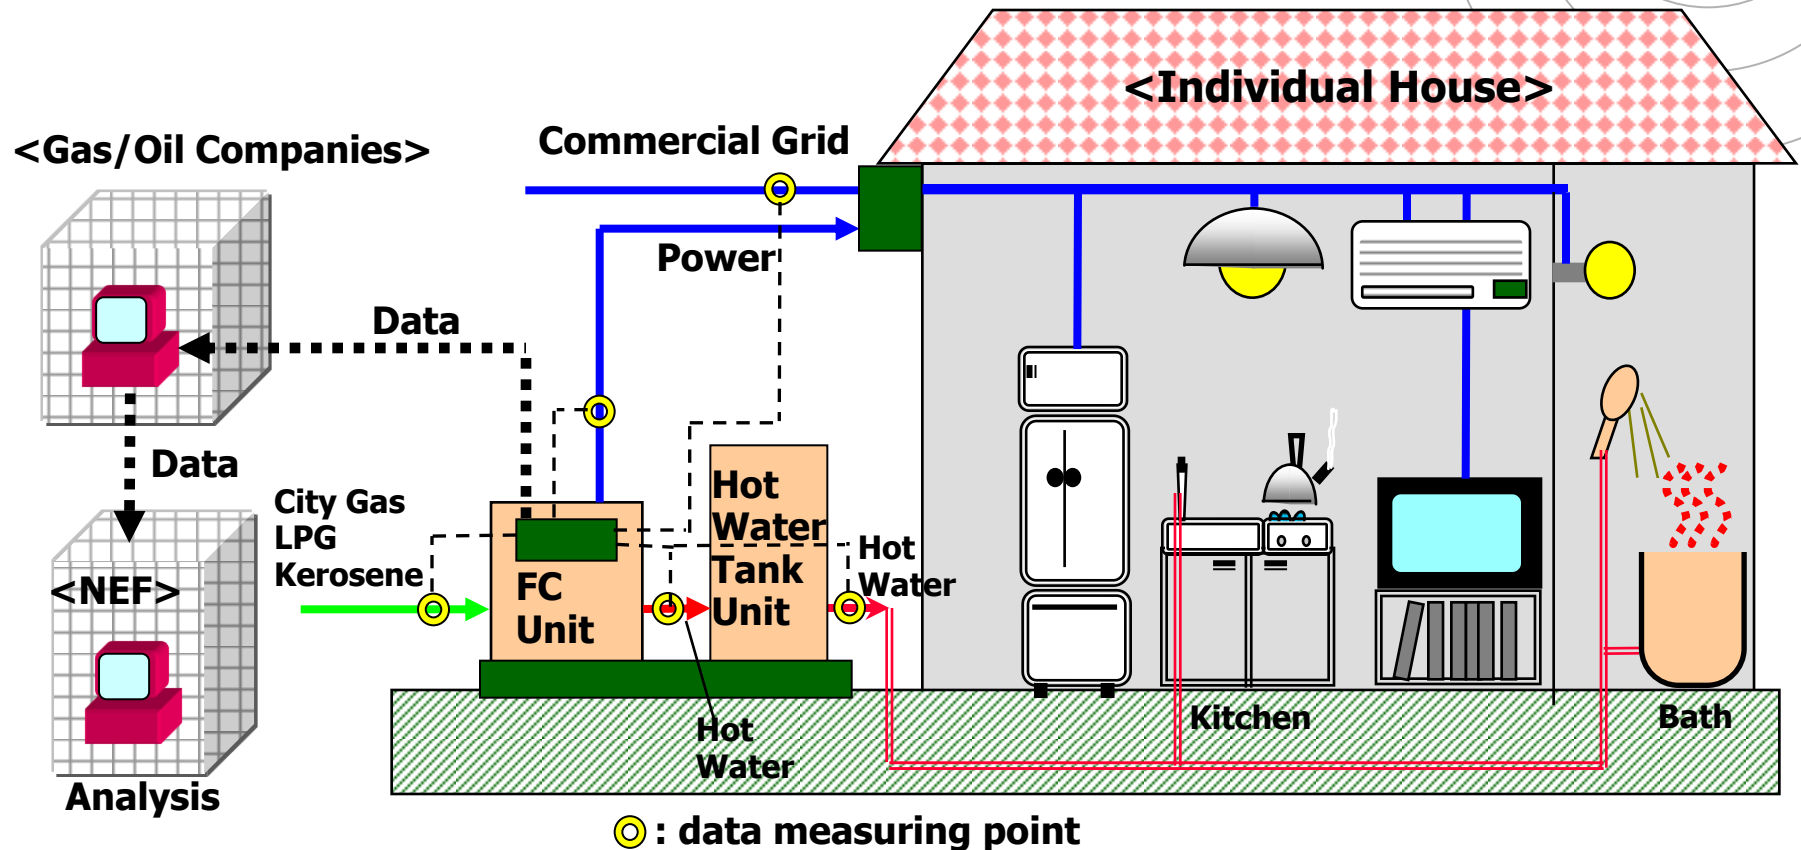 <Individual House>
<Gas/Oil Companies>
Commercial Grid
Power
Data
Data
City Gas
LPG
Kerosene
Hot
Water
Tank
Unit
Hot
Water
FC
Unit
<NEF>
Hot
Water
Kitchen
Bath
Analysis
: data measuring point